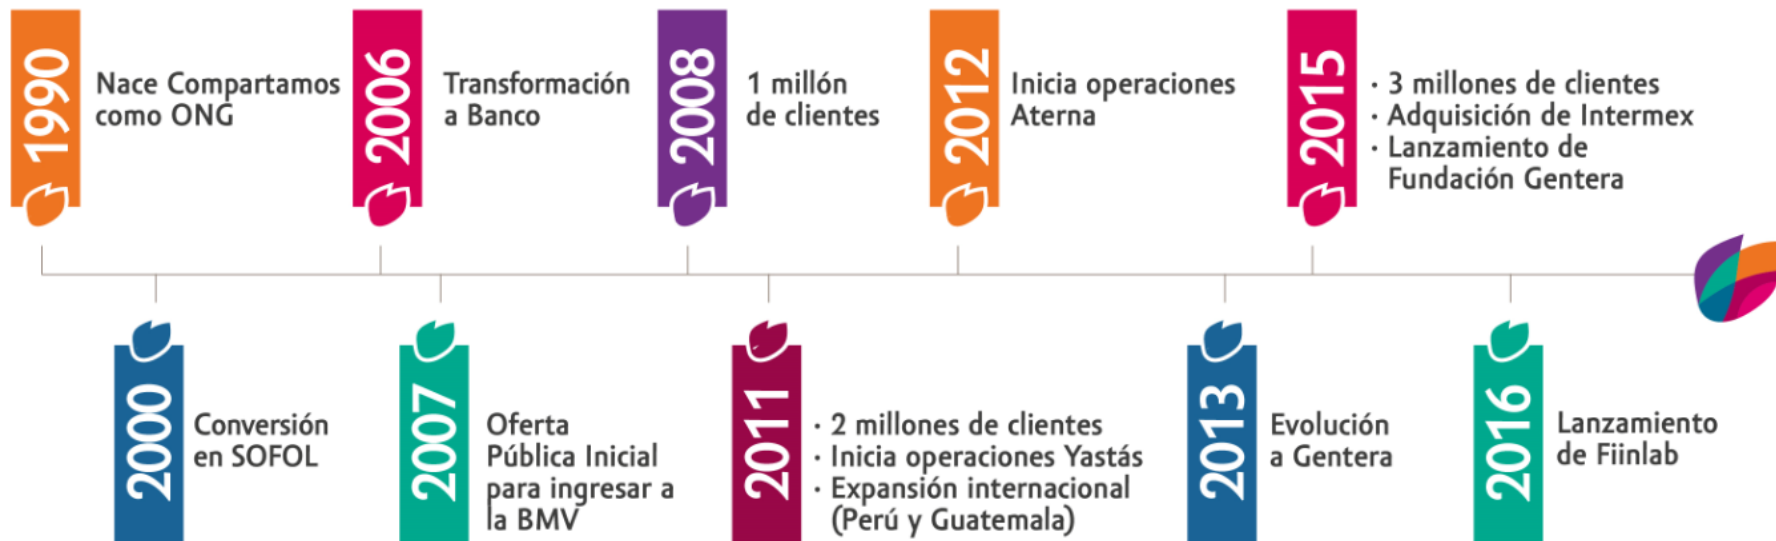 1990
Nace Compartamos
como ONG
2006
Transformación
a Banco
2008
1 millón
de clientes
2012
Inicia operaciones
Aterna
2015
· 3 millones de clientes
· Adquisición de Intermex
· Lanzamiento de
Fundación Gentera
2000
Conversión
en SOFOL
2007
Oferta
Pública Inicial
para ingresar a
la BMV
2011
· 2 millones de clientes
· Inicia operaciones Yastás
· Expansión internacional
(Perú y Guatemala)
2013
Evolución
a Gentera
2016
Lanzamiento
de Fiinlab